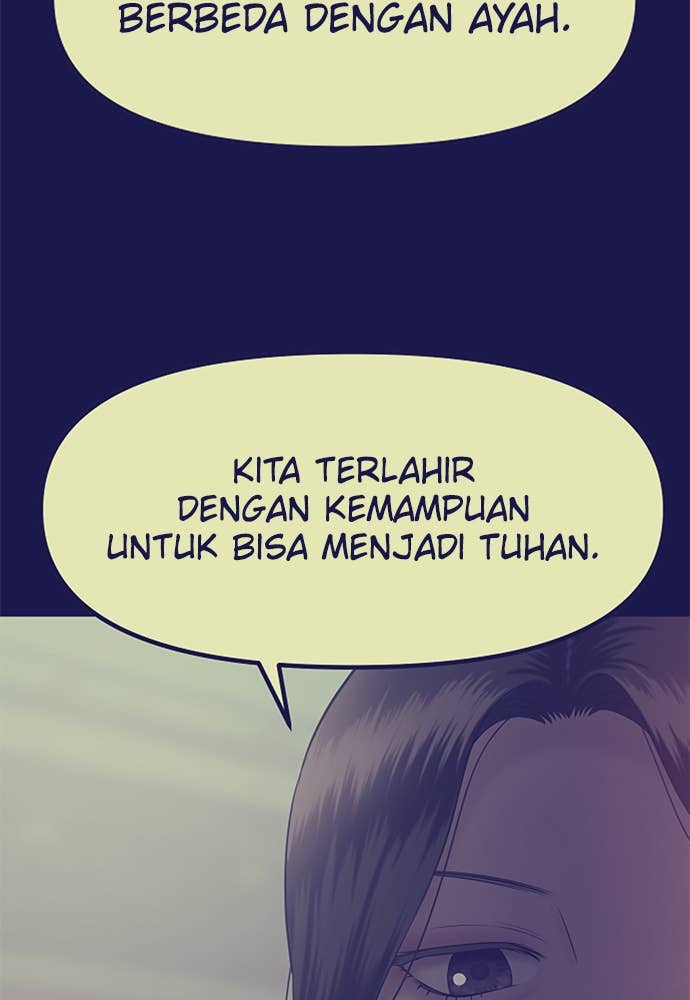 BERBEDA DENGAN AYAH.
KITA TERLAHIR
DENGAN KEMAMPUAN
UNTUK BISA MENJADI TUHAN.